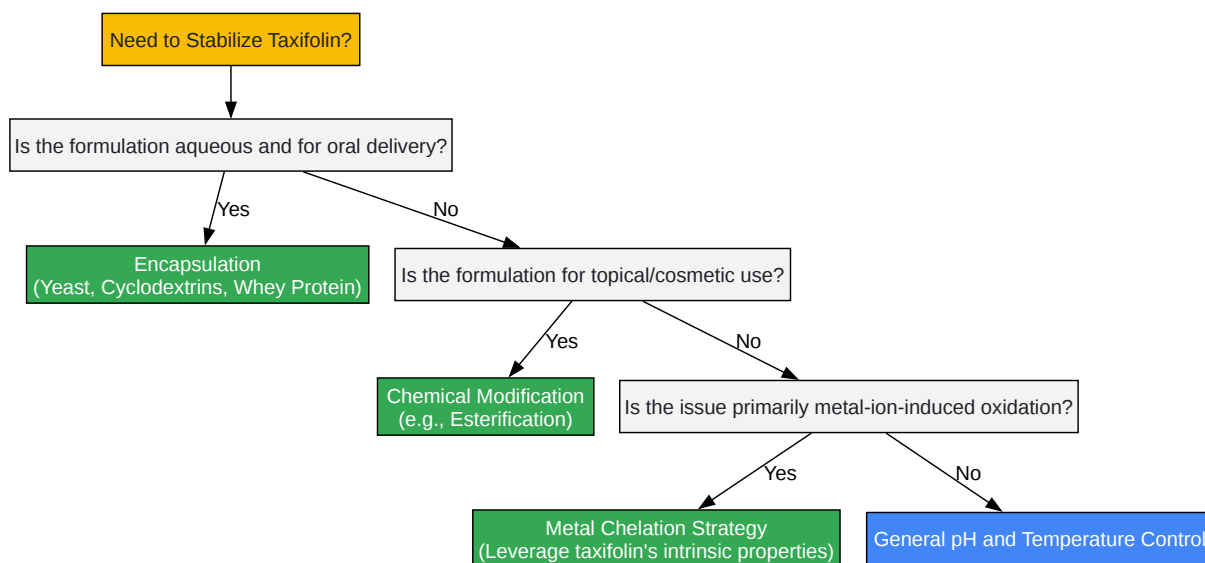 Need to Stabilize Taxifolin?
Is the formulation aqueous and for oral delivery?
Yes
No
Encapsulation
(Yeast, Cyclodextrins, Whey Protein)
Is the formulation for topical/cosmetic use?
Yes
No
Chemical Modification
(e.g., Esterification)
Is the issue primarily metal-ion-induced oxidation?
Yes
No
Metal Chelation Strategy
(Leverage taxifolin's intrinsic properties)
General pH and Temperature Control